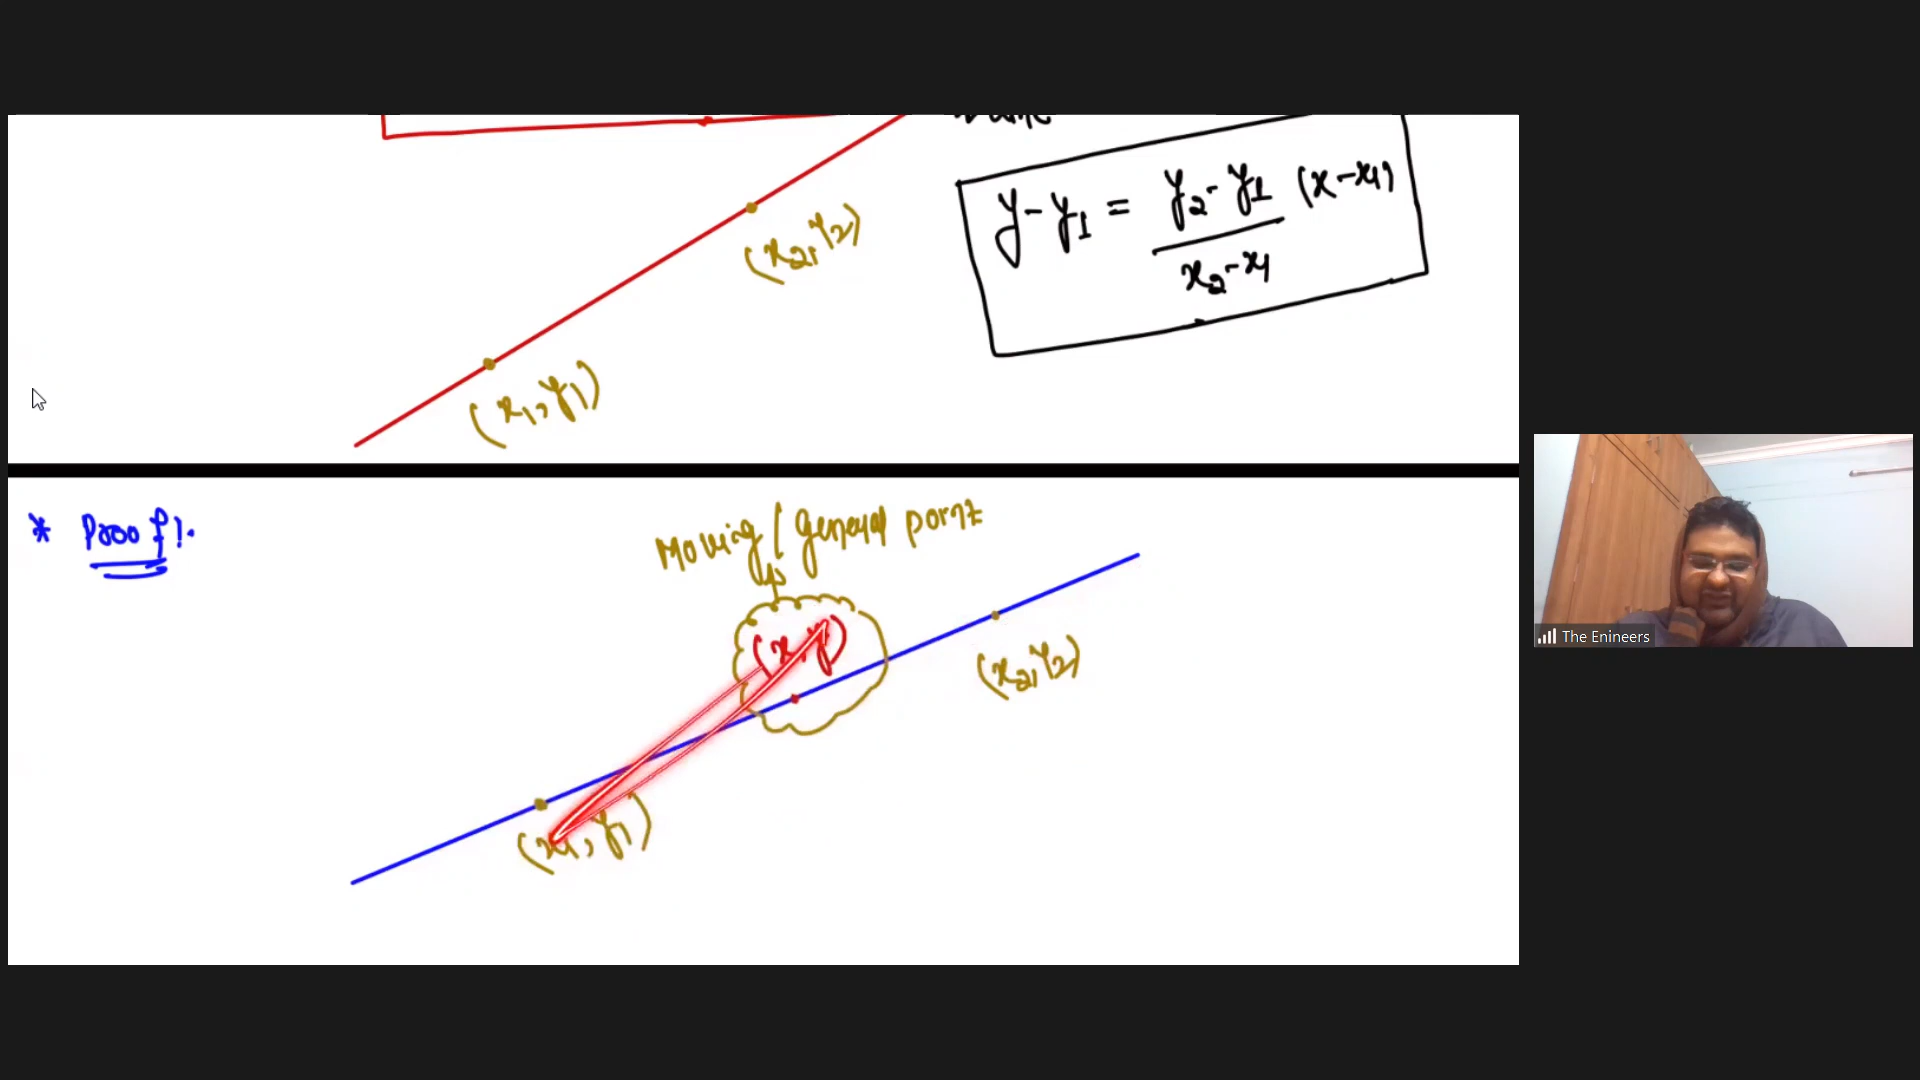 y-y1 = y2-y1 (x-x1)
x2-x1
(x2, y2)
(x1, y1)
* Proof:.
Moving / general point
(x, y)
(x2, y2)
(x1, y1)
The Enineers